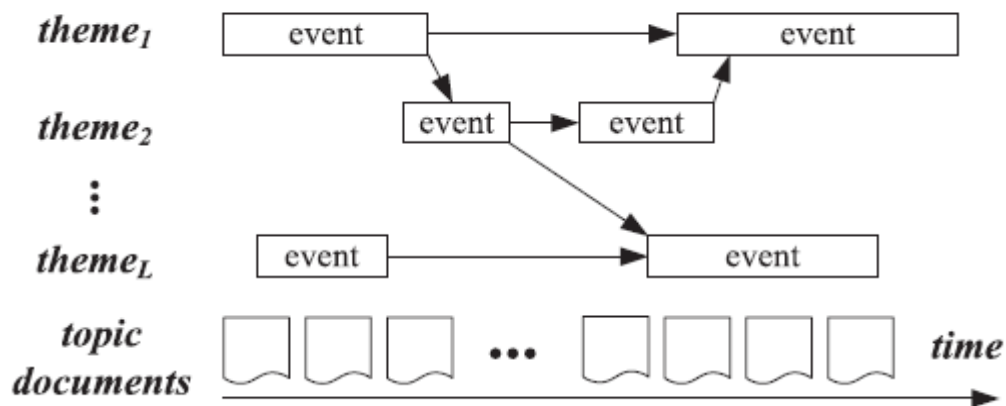 theme₁ event event
theme₂ event event
theme_L event event
topic
documents
time